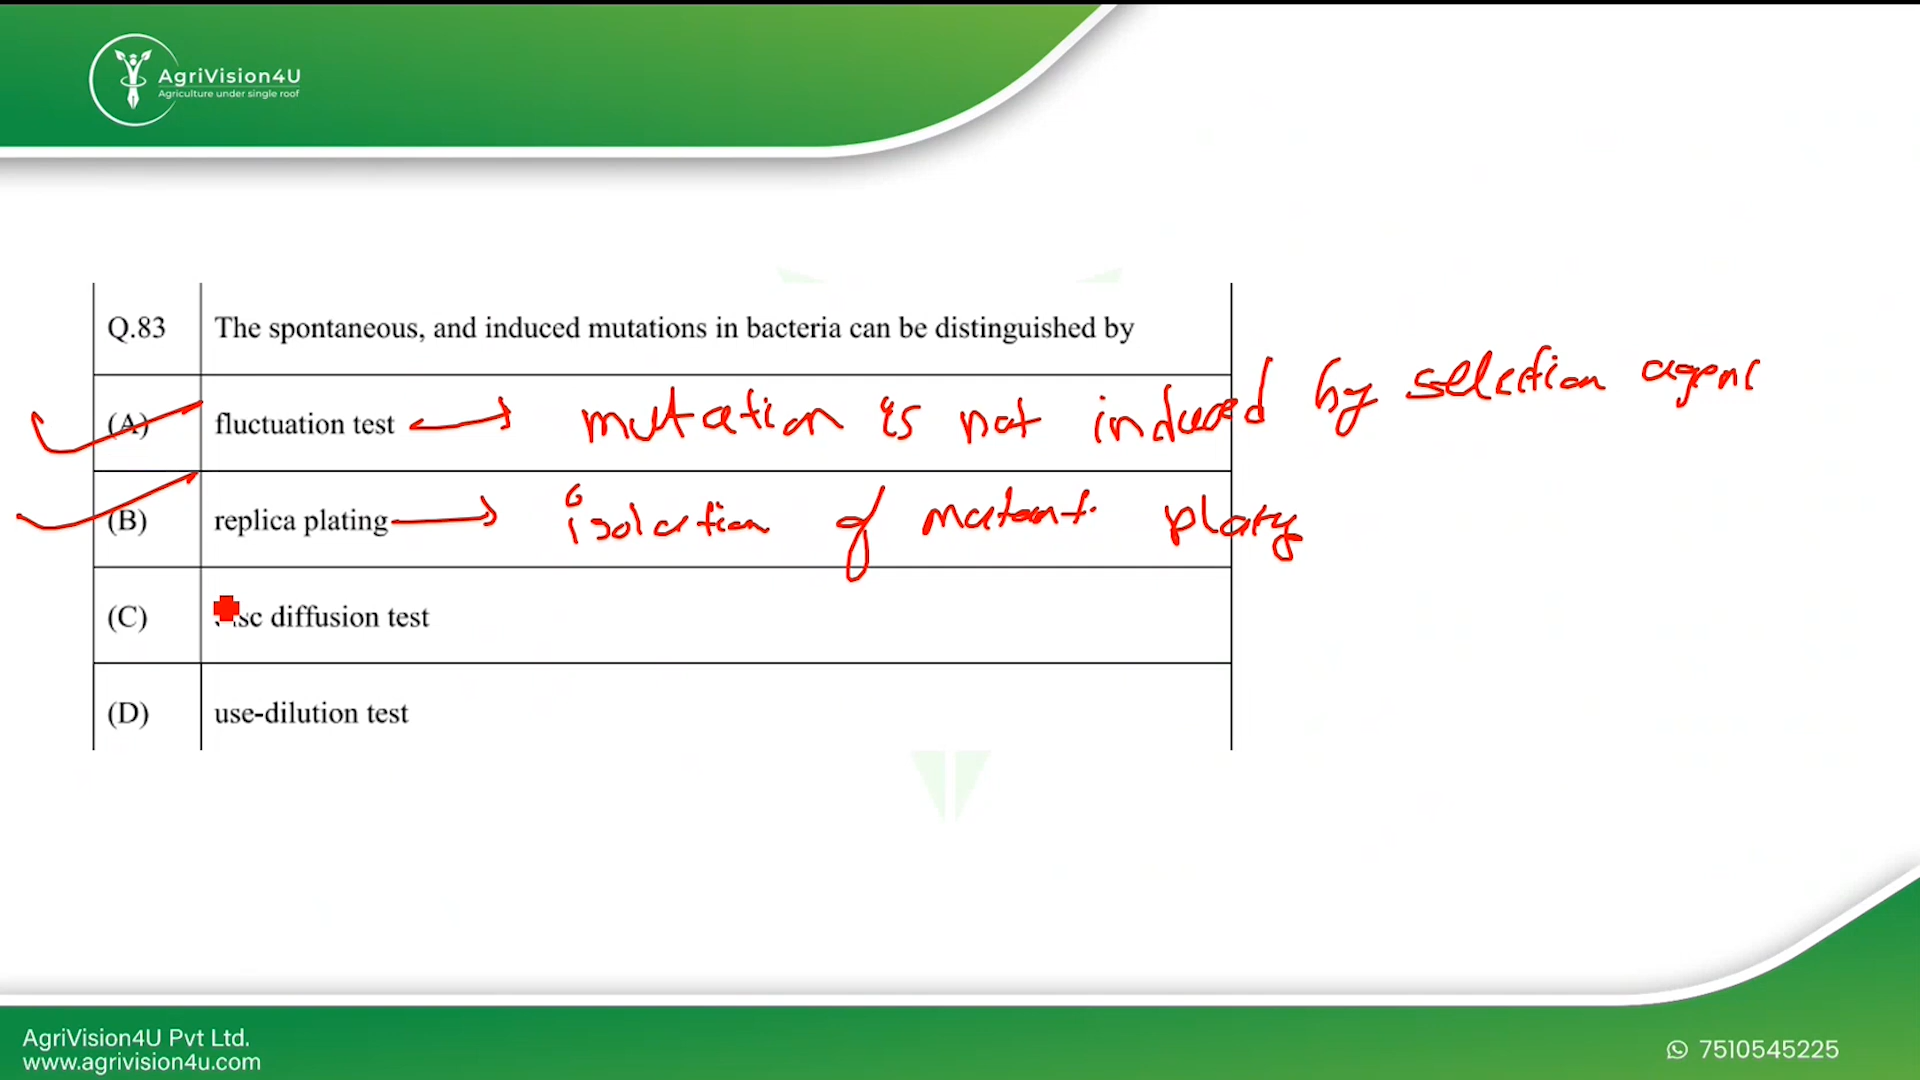 AgriVision4U
Agriculture under single roof
Q.83 The spontaneous, and induced mutations in bacteria can be distinguished by
(A) fluctuation test → mutation is not induced by selection agent
(B) replica plating → isolation of mutant
(C) disc diffusion test
(D) use-dilution test
AgriVision4U Pvt Ltd.
www.agrivision4u.com
7510545225